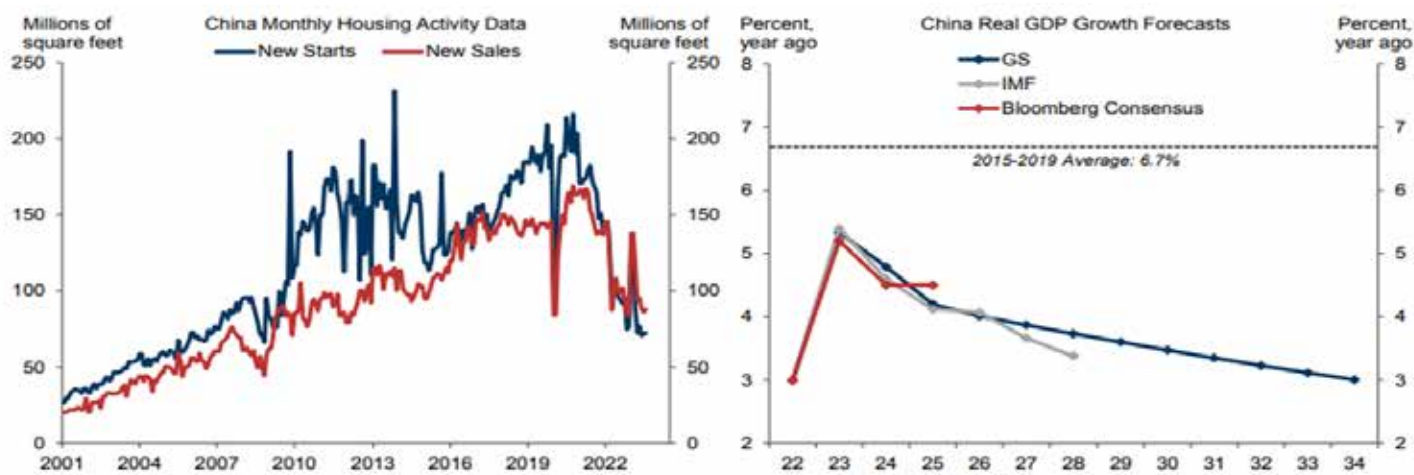 Millions of
square feet
China Monthly Housing Activity Data
Millions of
square feet
New Starts
New Sales
250
200
150
100
50
0
250
200
150
100
50
0
2001
2004
2007
2010
2013
2016
2019
2022
Percent,
year ago
China Real GDP Growth Forecasts
Percent,
year ago
GS
IMF
Bloomberg Consensus
8
7
6
5
4
3
2
2015-2019 Average: 6.7%
8
7
6
5
4
3
2
22
23
24
25
26
27
28
29
30
31
32
33
34